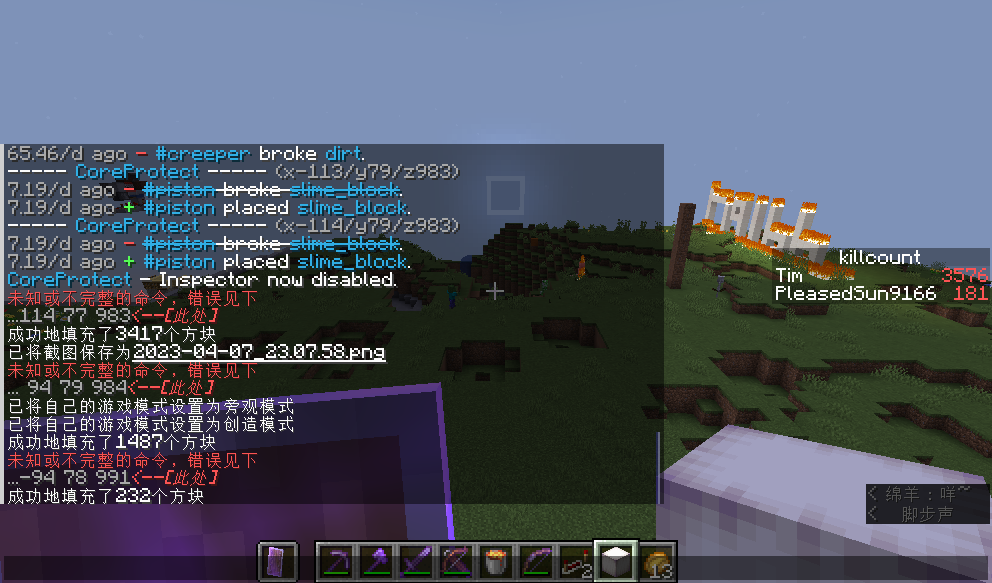 65.46/d ago - #creeper broke dirt.
----- CoreProtect ----- (x-113/y79/z983)
7.19/d ago - #piston broke slime_block.
7.19/d ago + #piston placed slime_block.
----- CoreProtect ----- (x-114/y79/z983)
7.19/d ago - #piston broke slime_block.
7.19/d ago + #piston placed slime_block.
CoreProtect - Inspector now disabled.
未知或不完整的命令，错误见下
...114 77 983<--[此处]
成功地填充了3417个方块
已将截图保存为2023-04-07_23.07.58.png
未知或不完整的命令，错误见下
... 94 79 984<--[此处]
已将自己的游戏模式设置为旁观模式
已将自己的游戏模式设置为创造模式
成功地填充了1487个方块
未知或不完整的命令，错误见下
...-94 78 991<--[此处]
成功地填充了232个方块
killcount
Tim 3576
PleasedSun9166 181
< 绵羊：咩~
< 脚步声
2
13